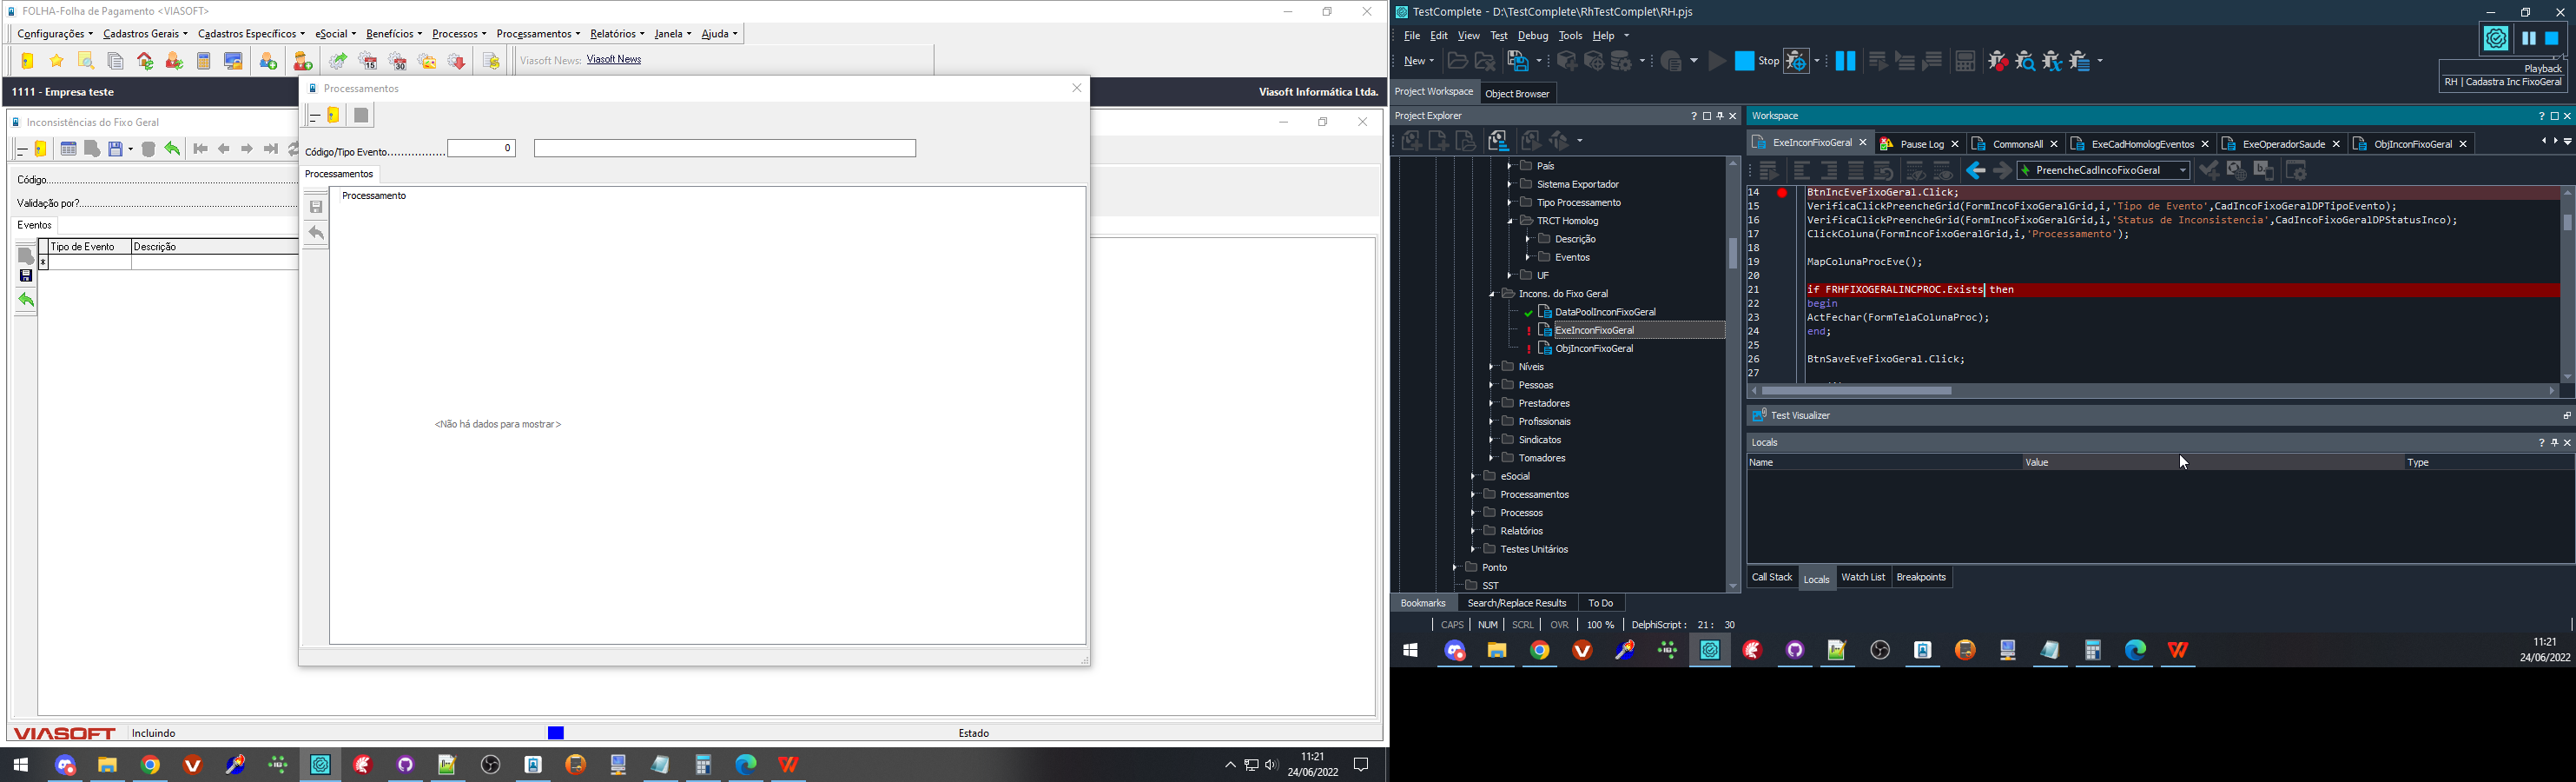 FOLHA-Folha de Pagamento <VIASOFT>
Configurações Cadastros Gerais Cadastros Específicos eSocial Benefícios Processos Processamentos Relatórios Janela Ajuda
Viasoft News: Viasoft News
1111 - Empresa teste
Viasoft Informática Ltda.
Inconsistências do Fixo Geral
Código
Validação por?
Eventos
Tipo de Evento Descrição
Processamentos
Código/Tipo Evento 0
Processamentos
Processamento
<Não há dados para mostrar>
VIASOFT Incluindo Estado
11:21
24/06/2022
TestComplete - D:\TestComplete\RhTestComplet\RH.pjs
File Edit View Test Debug Tools Help
New Stop
Playback
RH | Cadastra Inc FixoGeral
Project Workspace Object Browser
Project Explorer
País
Sistema Exportador
Tipo Processamento
TRCT Homolog
Descrição
Eventos
UF
Incons. do Fixo Geral
DataPoolInconFixoGeral
ExeInconFixoGeral
ObjInconFixoGeral
Níveis
Pessoas
Prestadores
Profissionais
Sindicatos
Tomadores
eSocial
Processamentos
Processos
Relatórios
Testes Unitários
Ponto
SST
Bookmarks Search/Replace Results To Do
Workspace
ExeInconFixoGeral Pause Log CommonsAll ExeCadHomologEventos ExeOperadorSaude ObjInconFixoGeral
PreencheCadIncoFixoGeral
14 BtnIncEveFixoGeral.Click;
15 VerificaClickPreencheGrid(FormIncoFixoGeralGrid,i,'Tipo de Evento',CadIncoFixoGeralDPTipoEvento);
16 VerificaClickPreencheGrid(FormIncoFixoGeralGrid,i,'Status de Inconsistencia',CadIncoFixoGeralDPStatusInco);
17 ClickColuna(FormIncoFixoGeralGrid,i,'Processamento');
18
19 MapColunaProcEve();
20
21 if FRHFIXOGERALINCPROC.Exists then
22 begin
23 ActFechar(FormTelaColunaProc);
24 end;
25
26 BtnSaveEveFixoGeral.Click;
27
Test Visualizer
Locals
Name Value Type
Call Stack Locals Watch List Breakpoints
CAPS NUM SCRL OVR 100 % DelphiScript : 21 : 30
11:21
24/06/2022